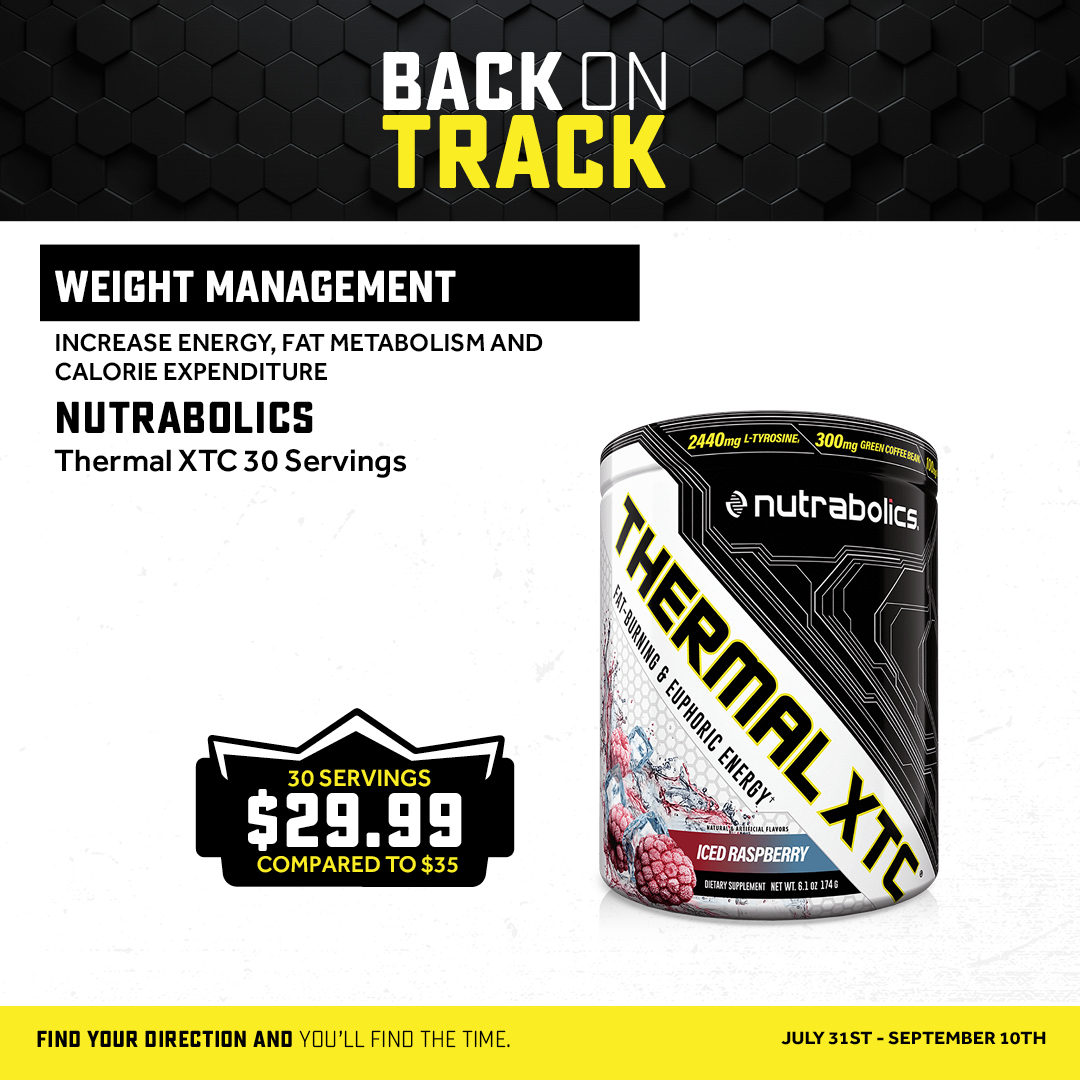 BACK ON
TRACK
WEIGHT MANAGEMENT
INCREASE ENERGY, FAT METABOLISM AND
CALORIE EXPENDITURE
NUTRABOLICS
Thermal XTC 30 Servings
2440mg L-TYROSINE, 300mg GREEN COFFEE BEAN,
nutrabolics.
THERMAL XTC
FAT-BURNING & EUPHORIC ENERGY†
NATURAL & ARTIFICIAL FLAVORS
ICED RASPBERRY
DIETARY SUPPLEMENT NET WT. 6.1 OZ 174 G
30 SERVINGS
$29.99
COMPARED TO $35
FIND YOUR DIRECTION AND YOU'LL FIND THE TIME.
JULY 31ST - SEPTEMBER 10TH